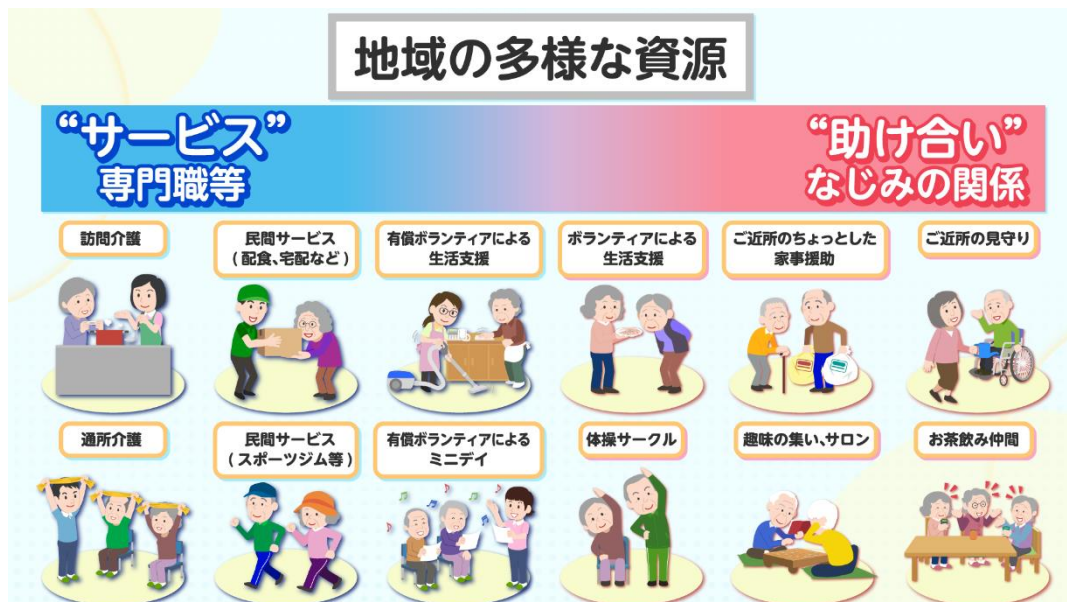 地域の多様な資源
“サービス”
専門職等
“助け合い”
なじみの関係
訪問介護
民間サービス
(配食、宅配など)
有償ボランティアによる
生活支援
ボランティアによる
生活支援
ご近所のちょっとした
家事援助
ご近所の見守り
通所介護
民間サービス
(スポーツジム等)
有償ボランティアによる
ミニデイ
体操サークル
趣味の集い、サロン
お茶飲み仲間